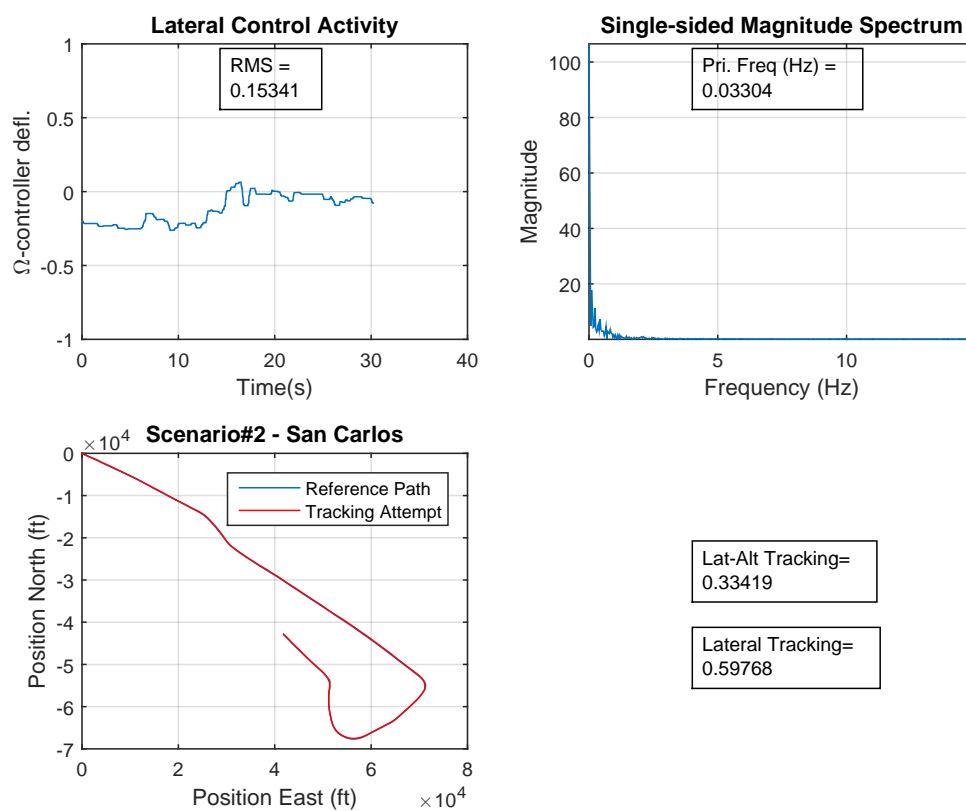 Lateral Control Activity
RMS =
0.15341
1
0.5
0
-0.5
-1
Ω-controller defl.
0
10
20
30
40
Time(s)
Single-sided Magnitude Spectrum
Pri. Freq (Hz) =
0.03304
100
80
60
40
20
Magnitude
0
5
10
Frequency (Hz)
Scenario#2 - San Carlos
×10⁴
Reference Path
Tracking Attempt
0
-1
-2
-3
-4
-5
-6
-7
Position North (ft)
0
2
4
6
8
Position East (ft)
×10⁴
Lat-Alt Tracking=
0.33419
Lateral Tracking=
0.59768